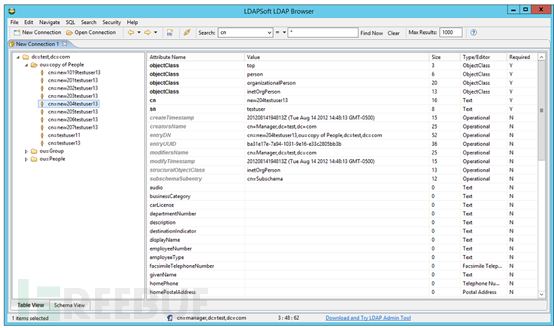 LDAPSoft LDAP Browser
File Edit Navigate SQL Search Security Help
New Connection Open Connection Search: cn = * Find Now Clear Max Results: 1000
New Connection 1
dc=test,dc=com
ou=copy of People
cn=new1019testuser13
cn=new201testuser13
cn=new202testuser13
cn=new203testuser13
cn=new204testuser13
cn=new205testuser13
cn=new206testuser13
cn=new207testuser13
cn=testuser11
cn=testuser13
ou=Group
ou=People
Attribute Name Value Size Type/Editor Required
objectClass top 3 ObjectClass Y
objectClass person 6 ObjectClass Y
objectClass organizationalPerson 20 ObjectClass Y
objectClass inetOrgPerson 13 ObjectClass Y
cn new204testuser13 16 Text Y
sn testuser 8 Text Y
createTimestamp 20120814194813Z (Tue Aug 14 2012 14:48:13 GMT-0500) 15 Operational N
creatorsName cn=Manager,dc=test,dc=com 25 Operational N
entryDN cn=new204testuser13,ou=copy of People,dc=test,dc=com 52 Operational N
entryUUID 36 Operational N
modifiersName cn=Manager,dc=test,dc=com 25 Operational N
modifyTimestamp 20120814194813Z (Tue Aug 14 2012 14:48:13 GMT-0500) 15 Operational N
structuralObjectClass inetOrgPerson 13 Operational N
subschemaSubentry cn=Subschema 12 Operational N
audio 0 Text N
businessCategory 0 Text N
carLicense 0 Text N
departmentNumber 0 Text N
description 0 Text N
destinationIndicator 0 Text N
displayName 0 Text N
employeeNumber 0 Text N
employeeType 0 Text N
facsimileTelephoneNumber 0 Facsimile Tel... N
givenName 0 Text N
homePhone 0 Telephone Nu... N
homePostalAddress 0 Postal Address N
REEBUF
Table View Schema View
1 items selected cn=manager,dc=test,dc=com 3 : 48 : 62 Download and Try LDAP Admin Tool